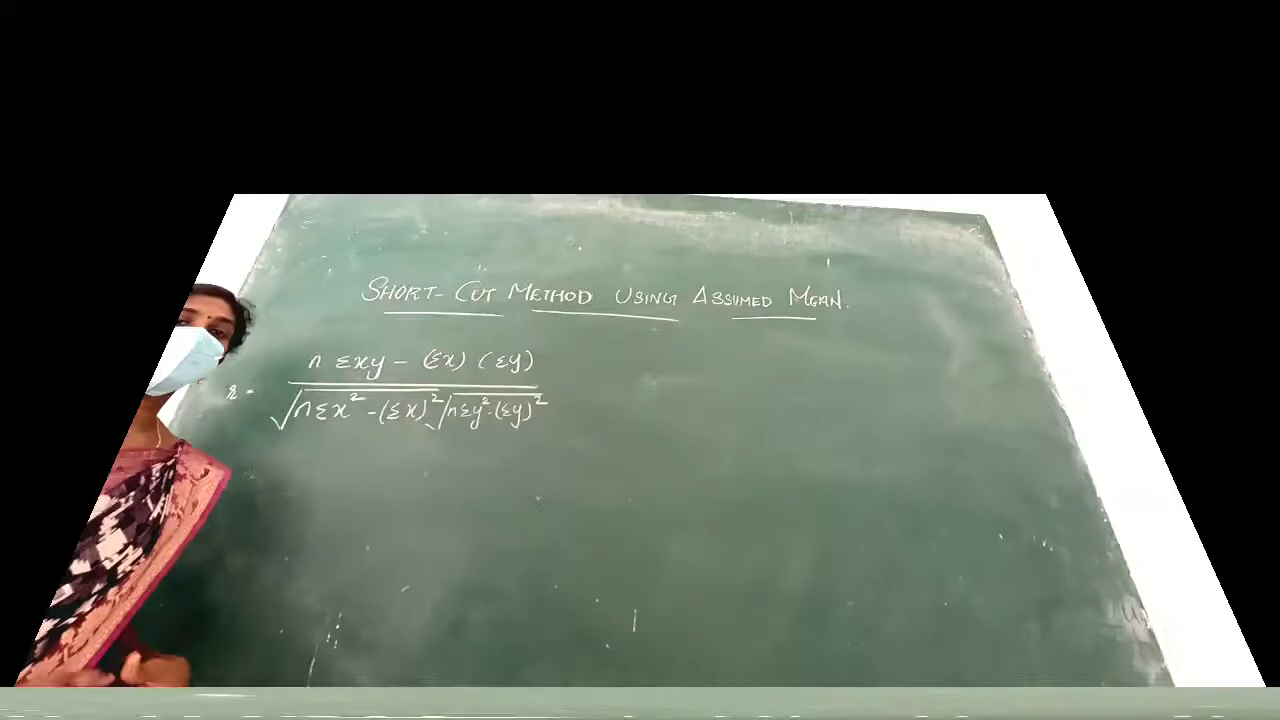 SHORT-CUT METHOD USING ASSUMED MEAN.
n Σxy - (Σx) (Σy)
r =
√nΣx² - (Σx)² √nΣy² - (Σy)²